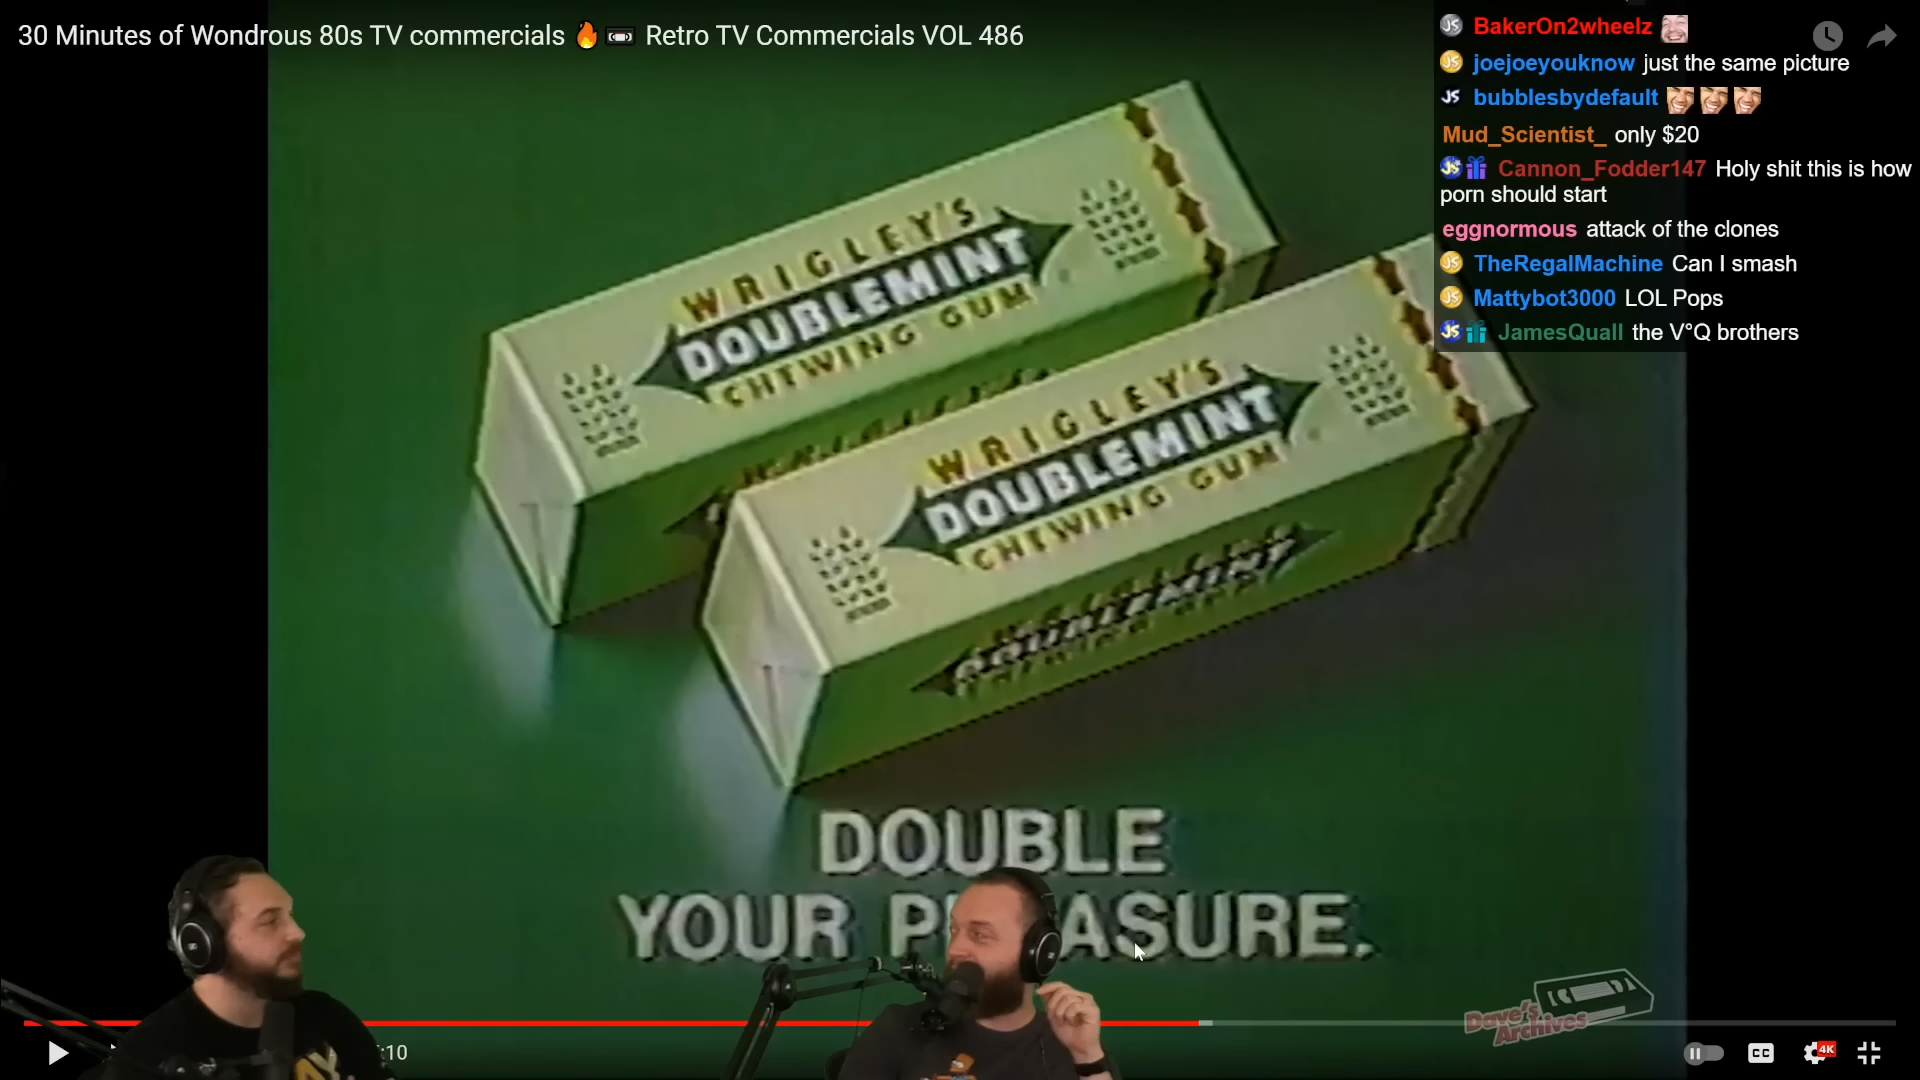 30 Minutes of Wondrous 80s TV commercials 🔥📼 Retro TV Commercials VOL 486
BakerOn2wheelz
joejoeyouknow just the same picture
bubblesbydefault
Mud_Scientist_ only $20
Cannon_Fodder147 Holy shit this is how
porn should start
eggnormous attack of the clones
TheRegalMachine Can I smash
Mattybot3000 LOL Pops
JamesQuall the V°Q brothers
WRIGLEY'S
DOUBLEMINT
CHEWING GUM
WRIGLEY'S
DOUBLEMINT
CHEWING GUM
DOUBLEMINT
DOUBLE
YOUR P ASURE.
Dave's
Archives
:10
CC
4K